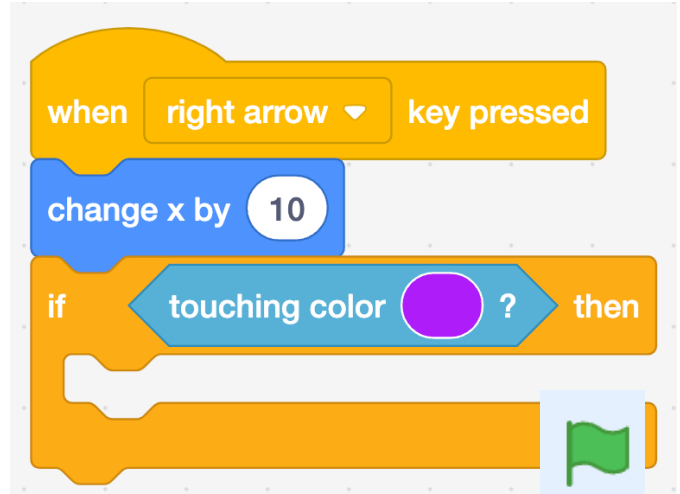 when right arrow key pressed
change x by 10
if touching color ? then